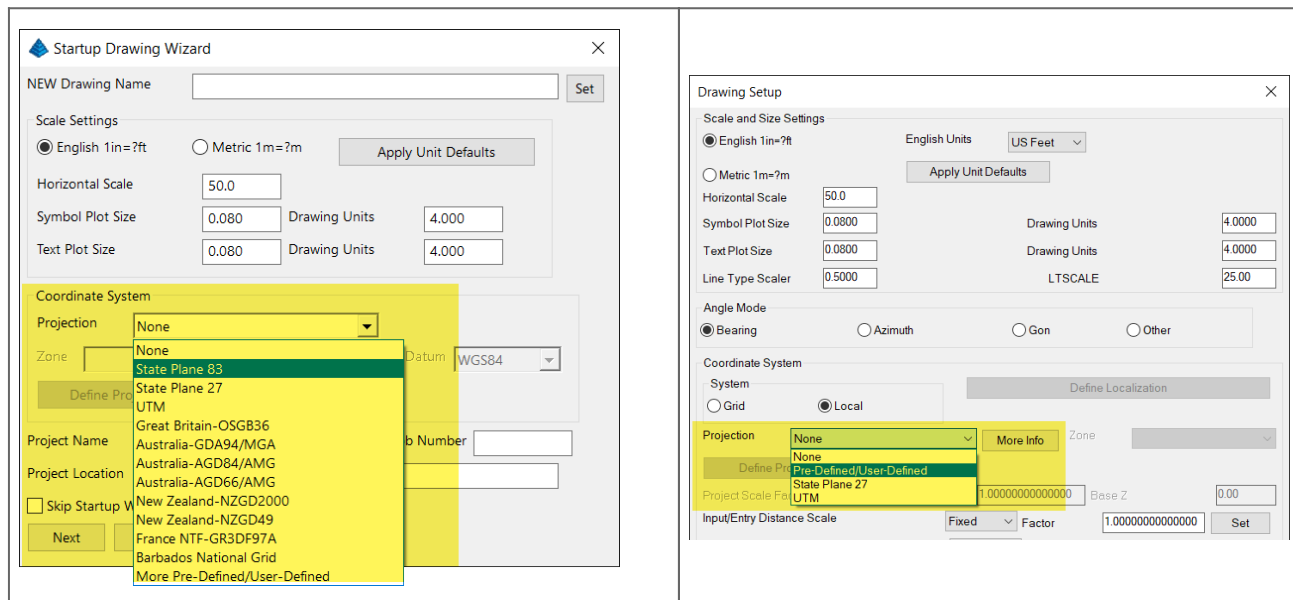 Startup Drawing Wizard
NEW Drawing Name
Set
Scale Settings
English 1in=?ft
Metric 1m=?m
Apply Unit Defaults
Horizontal Scale
50.0
Symbol Plot Size
0.080
Drawing Units
4.000
Text Plot Size
0.080
Drawing Units
4.000
Coordinate System
Projection
None
Zone
Datum
WGS84
Define Pro
None
State Plane 83
State Plane 27
UTM
Great Britain-OSGB36
Australia-GDA94/MGA
Australia-AGD84/AMG
Australia-AGD66/AMG
New Zealand-NZGD2000
New Zealand-NZGD49
France NTF-GR3DF97A
Barbados National Grid
More Pre-Defined/User-Defined
Project Name
b Number
Project Location
Skip Startup W
Next
Drawing Setup
Scale and Size Settings
English 1in=?ft
English Units
US Feet
Metric 1m=?m
Apply Unit Defaults
Horizontal Scale
50.0
Symbol Plot Size
0.0800
Drawing Units
4.0000
Text Plot Size
0.0800
Drawing Units
4.0000
Line Type Scaler
0.5000
LTSCALE
25.00
Angle Mode
Bearing
Azimuth
Gon
Other
Coordinate System
System
Grid
Local
Define Localization
Projection
None
More Info
Zone
Define Pro
None
Pre-Defined/User-Defined
State Plane 27
UTM
Project Scale Fa
1.00000000000000
Base Z
0.00
Input/Entry Distance Scale
Fixed
Factor
1.00000000000000
Set